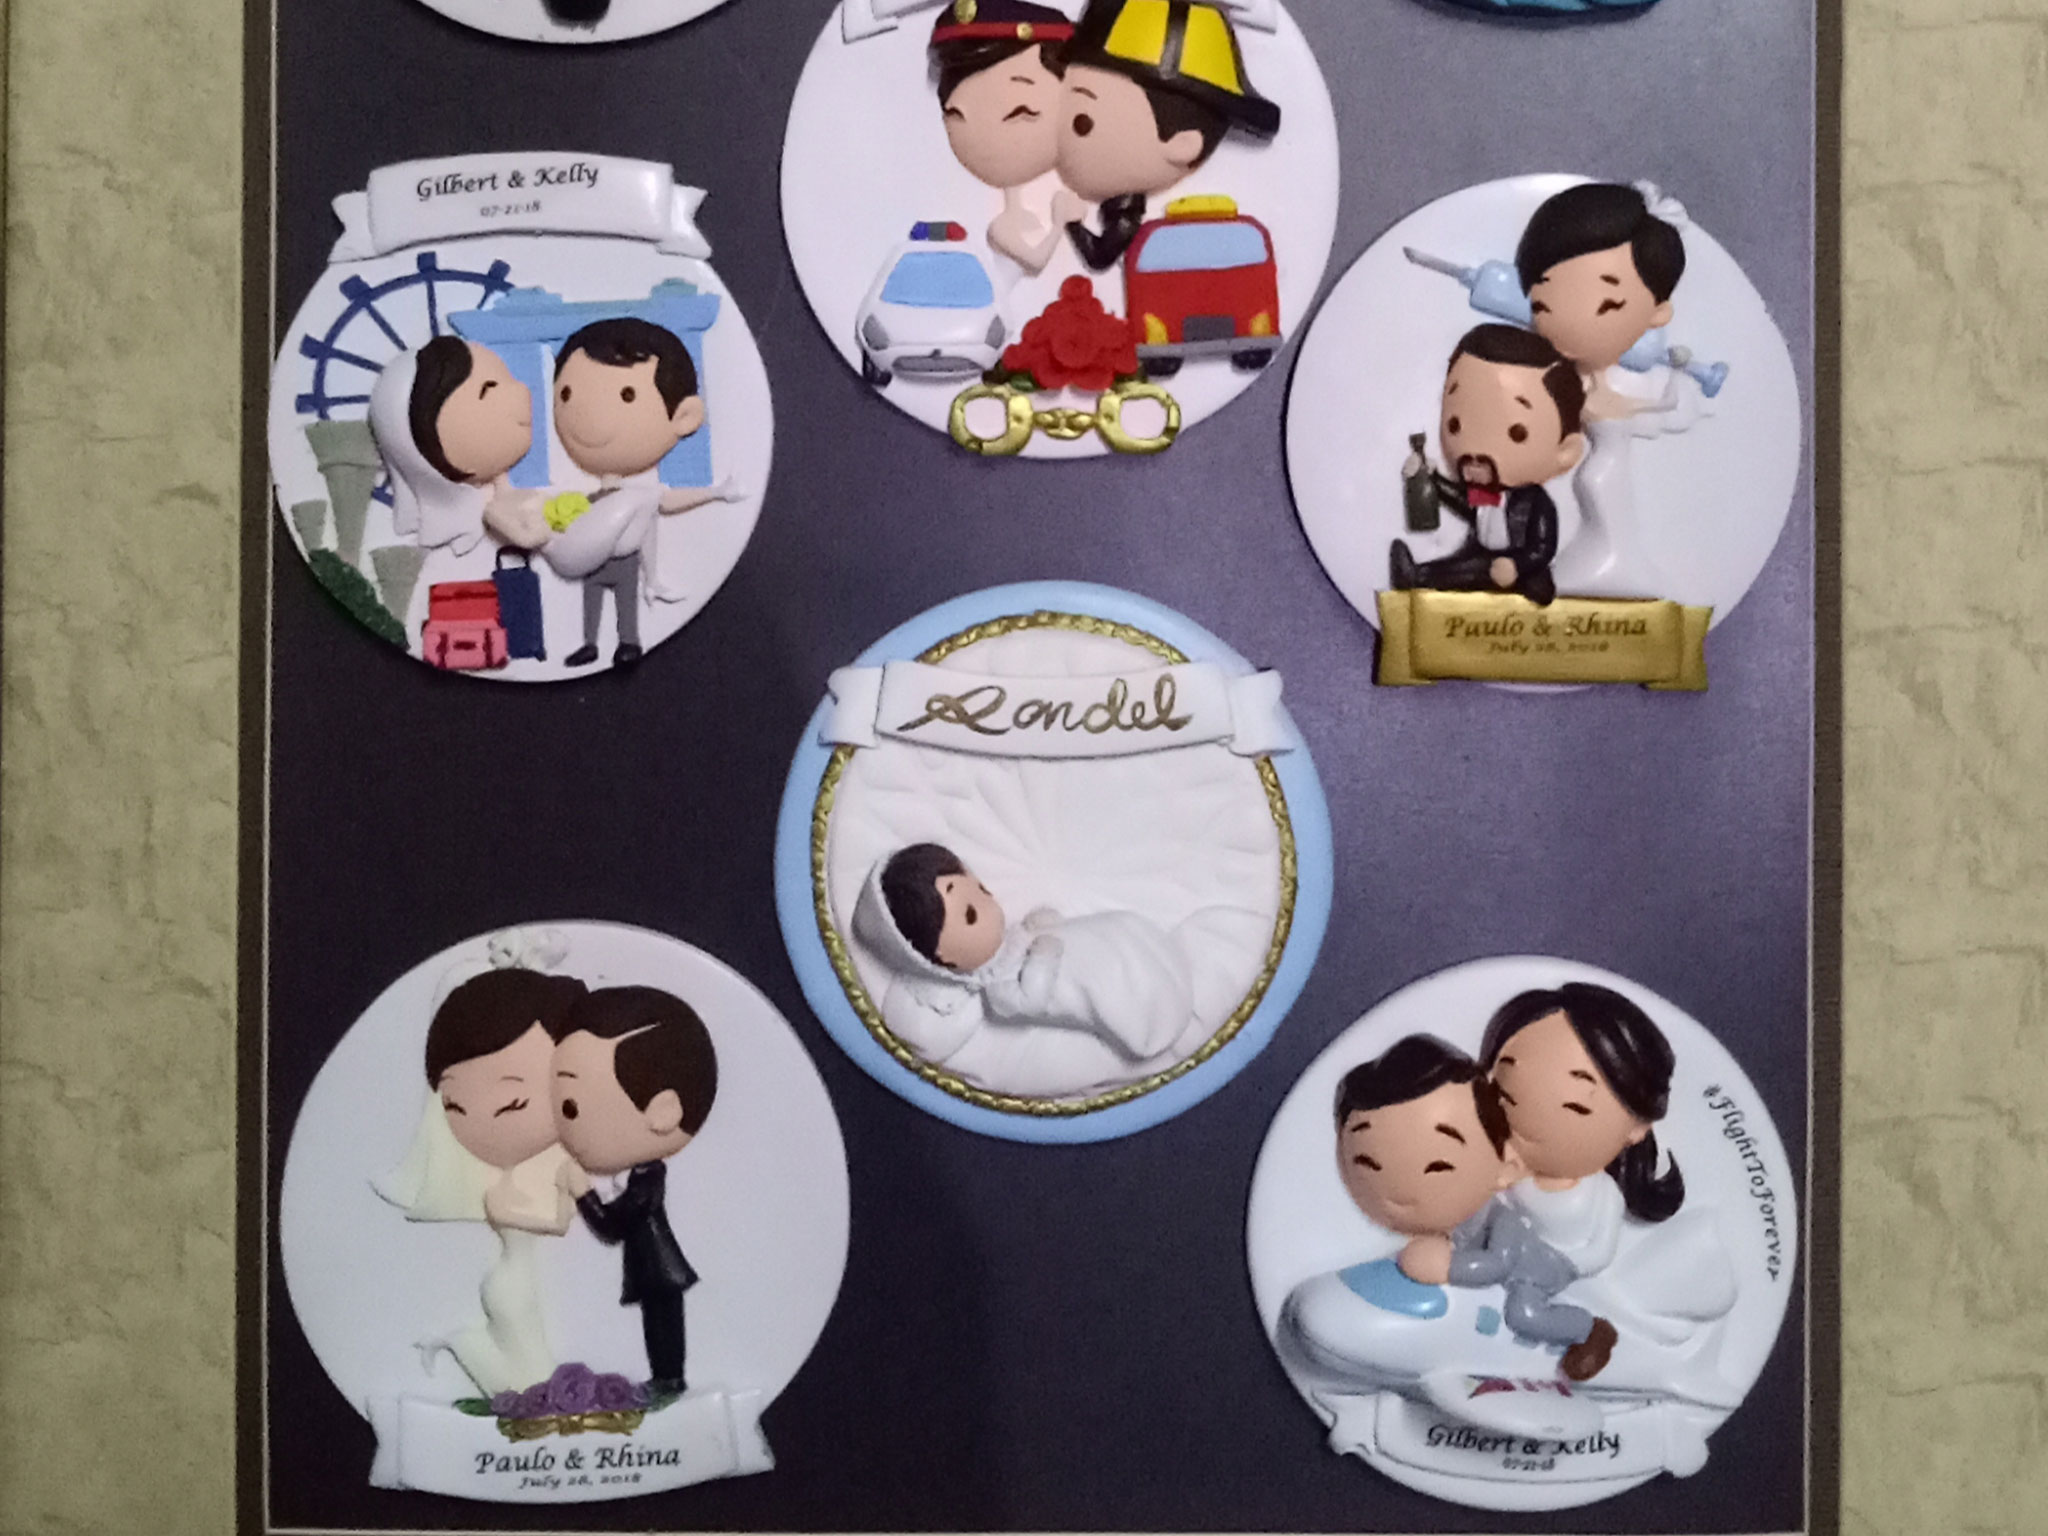 Gilbert & Kelly
07-21-18
Paulo & Rhina
July 28, 2018
Rondel
#FlightToForever
Paulo & Rhina
July 28, 2018
Gilbert & Kelly
07-21-18